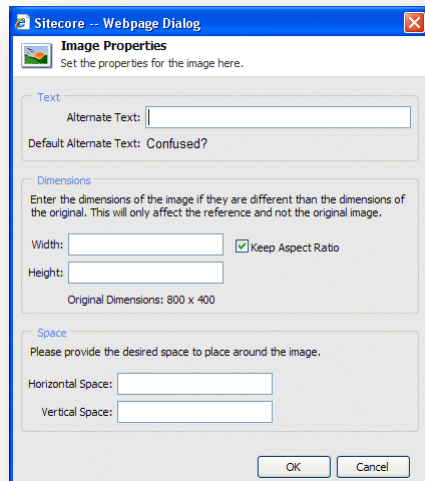 Sitecore -- Webpage Dialog
Image Properties
Set the properties for the image here.
Text
Alternate Text:
Default Alternate Text: Confused?
Dimensions
Enter the dimensions of the image if they are different than the dimensions of
the original. This will only affect the reference and not the original image.
Width:
Keep Aspect Ratio
Height:
Original Dimensions: 800 x 400
Space
Please provide the desired space to place around the image.
Horizontal Space:
Vertical Space:
OK Cancel